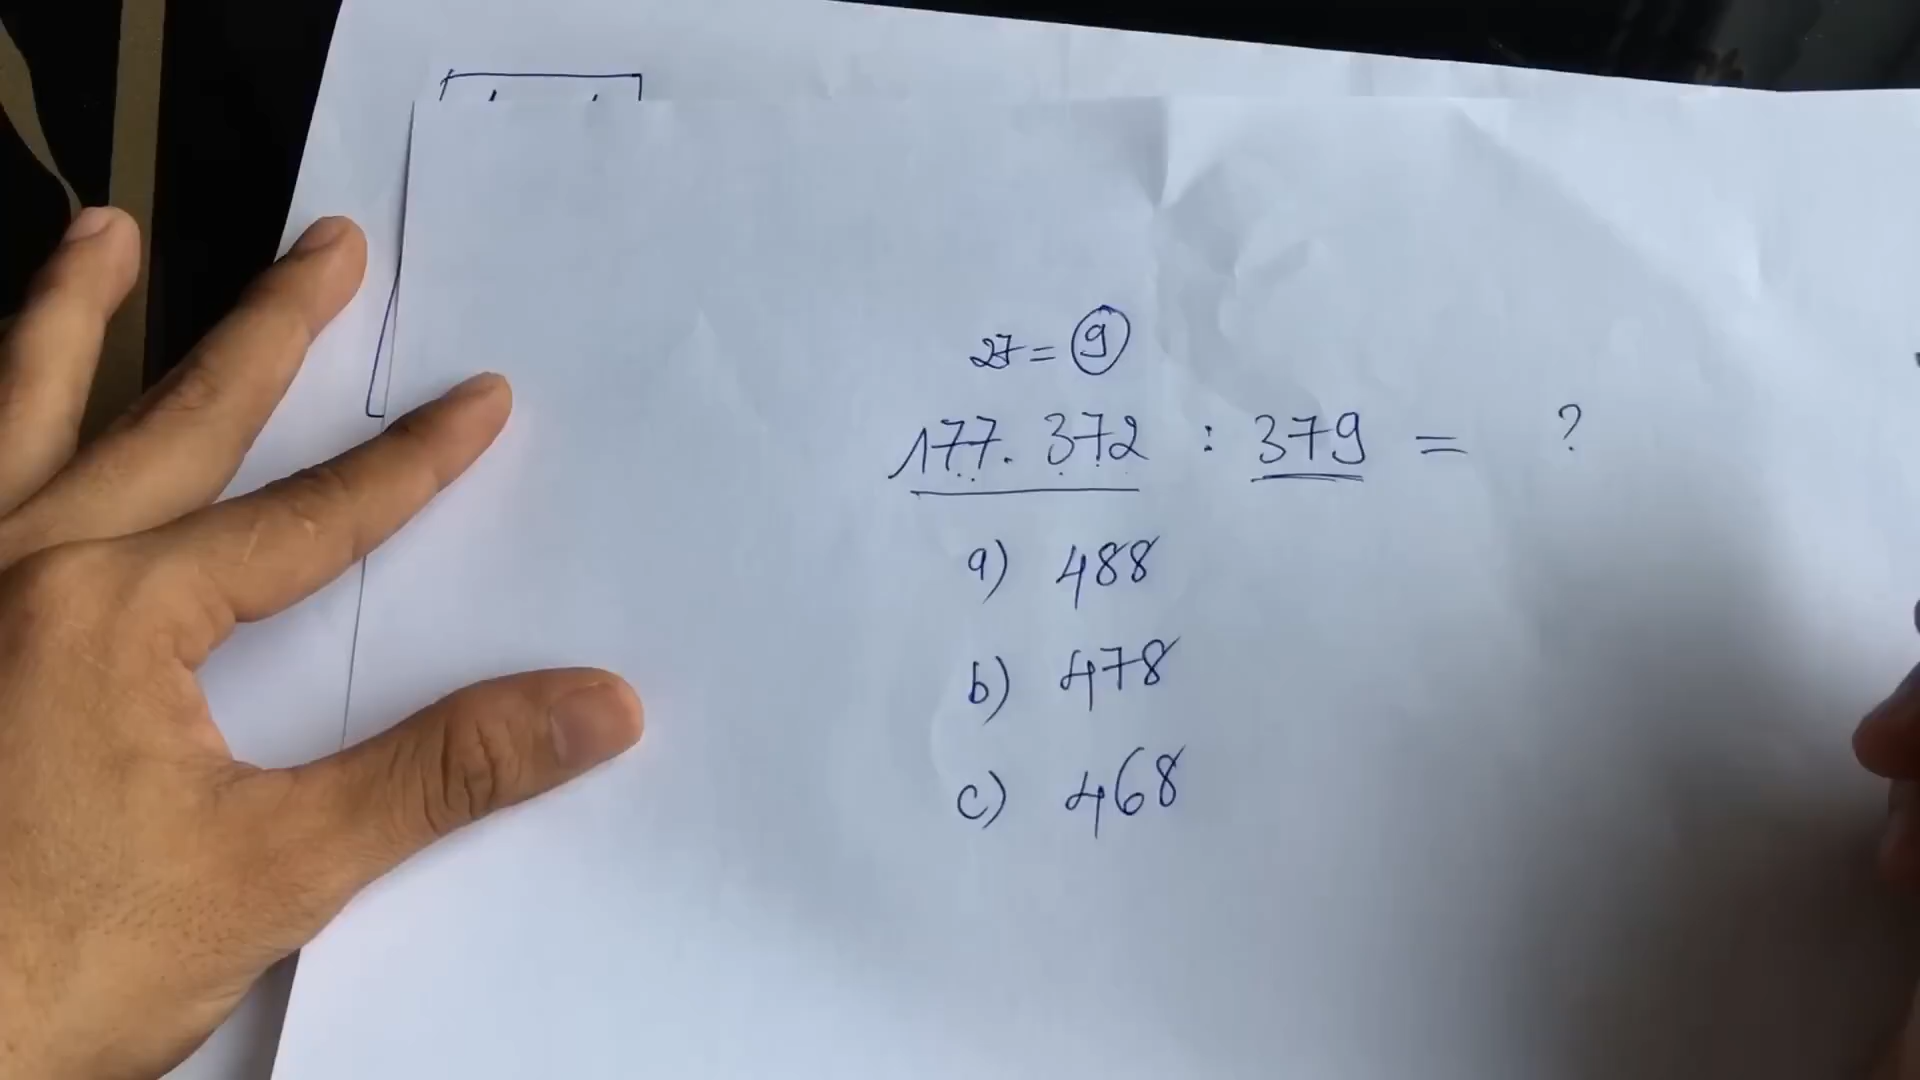 27 = 9
177.372 : 379 = ?
a) 488
b) 478
c) 468